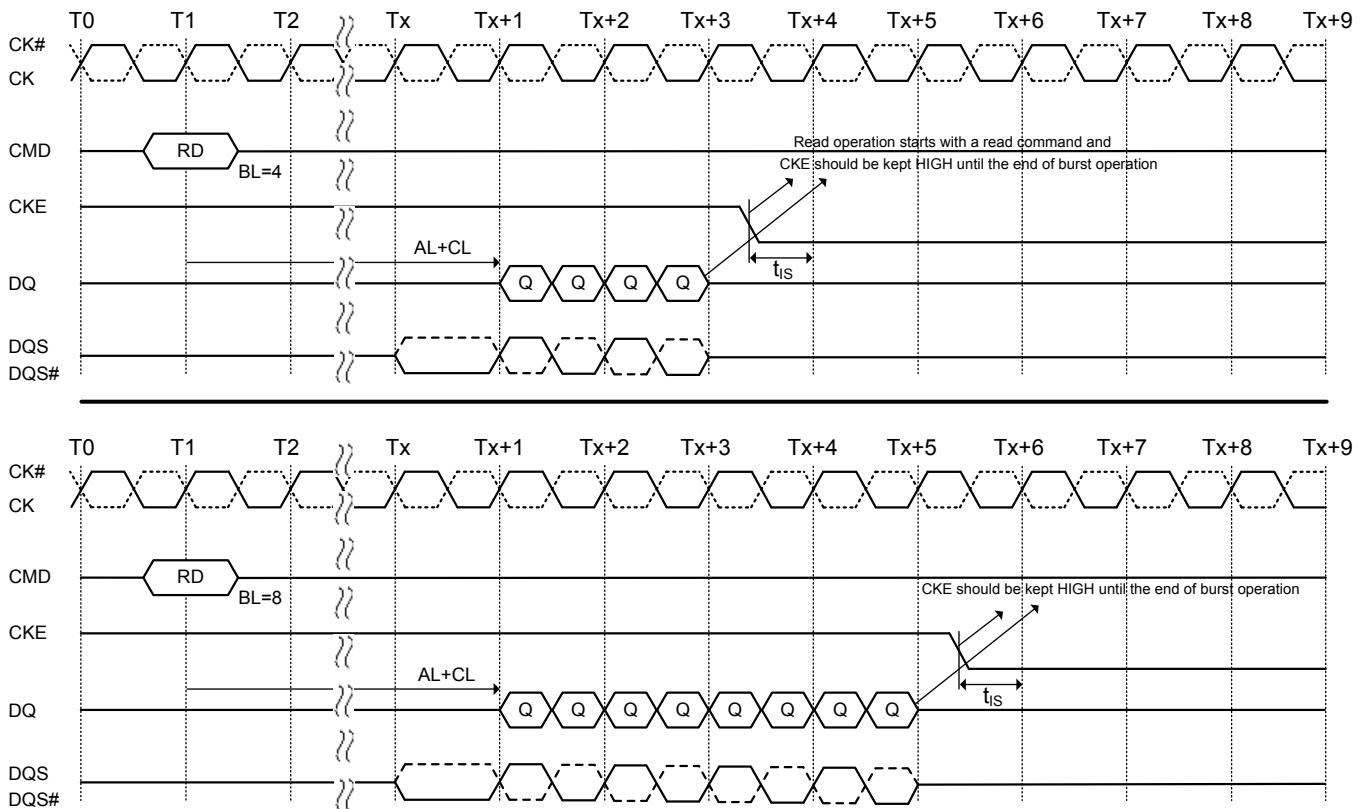 T0 T1 T2 Tx Tx+1 Tx+2 Tx+3 Tx+4 Tx+5 Tx+6 Tx+7 Tx+8 Tx+9
CK#
CK
Read operation starts with a read command and
CMD RD
BL=4
CKE should be kept HIGH until the end of burst operation
CKE
AL+CL
tIS
DQ Q Q Q Q
DQS
DQS#
T0 T1 T2 Tx Tx+1 Tx+2 Tx+3 Tx+4 Tx+5 Tx+6 Tx+7 Tx+8 Tx+9
CK#
CK
CMD RD
BL=8
CKE should be kept HIGH until the end of burst operation
CKE
AL+CL
tIS
DQ Q Q Q Q Q Q Q Q
DQS
DQS#